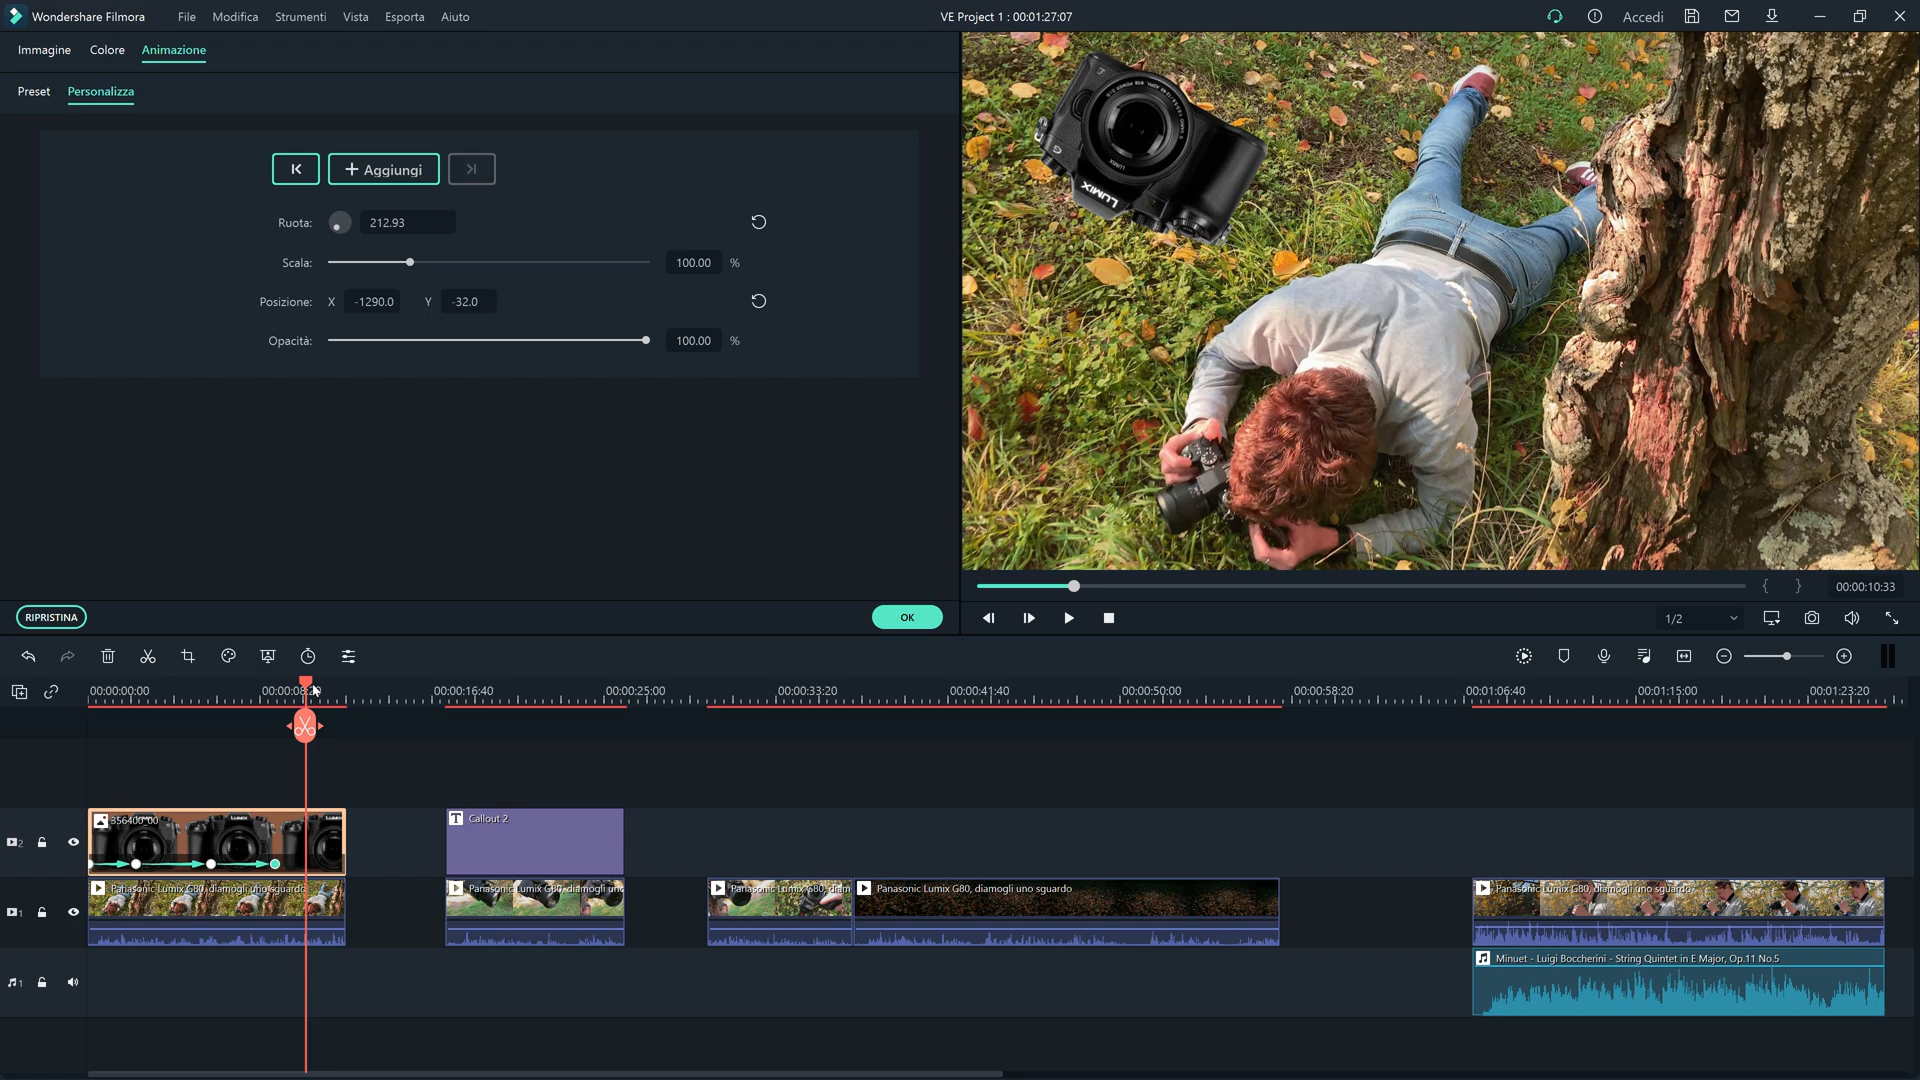 Wondershare Filmora File Modifica Strumenti Vista Esporta Aiuto VE Project 1 : 00:01:27:07 Accedi
Immagine Colore Animazione
Preset Personalizza
Aggiungi
Ruota: 212.93
Scala: 100.00 %
Posizione: X -1290.0 Y -32.0
Opacità: 100.00 %
RIPRISTINA OK
LUMIX
LUMIX
G
{ } 00:00:10:33
1/2
00:00:00:00 00:00:08:20 00:00:16:40 00:00:25:00 00:00:33:20 00:00:41:40 00:00:50:00 00:00:58:20 00:01:06:40 00:01:15:00 00:01:23:20
2 356400_00 T Callout 2
1 Panasonic Lumix G80, diamogli uno sguardo Panasonic Lumix G80, diamogli uno Panasonic Lumix G80, diam Panasonic Lumix G80, diamogli uno sguardo Panasonic Lumix G80, diamogli uno sguardo
1 Minuet - Luigi Boccherini - String Quintet in E Major, Op.11 No.5